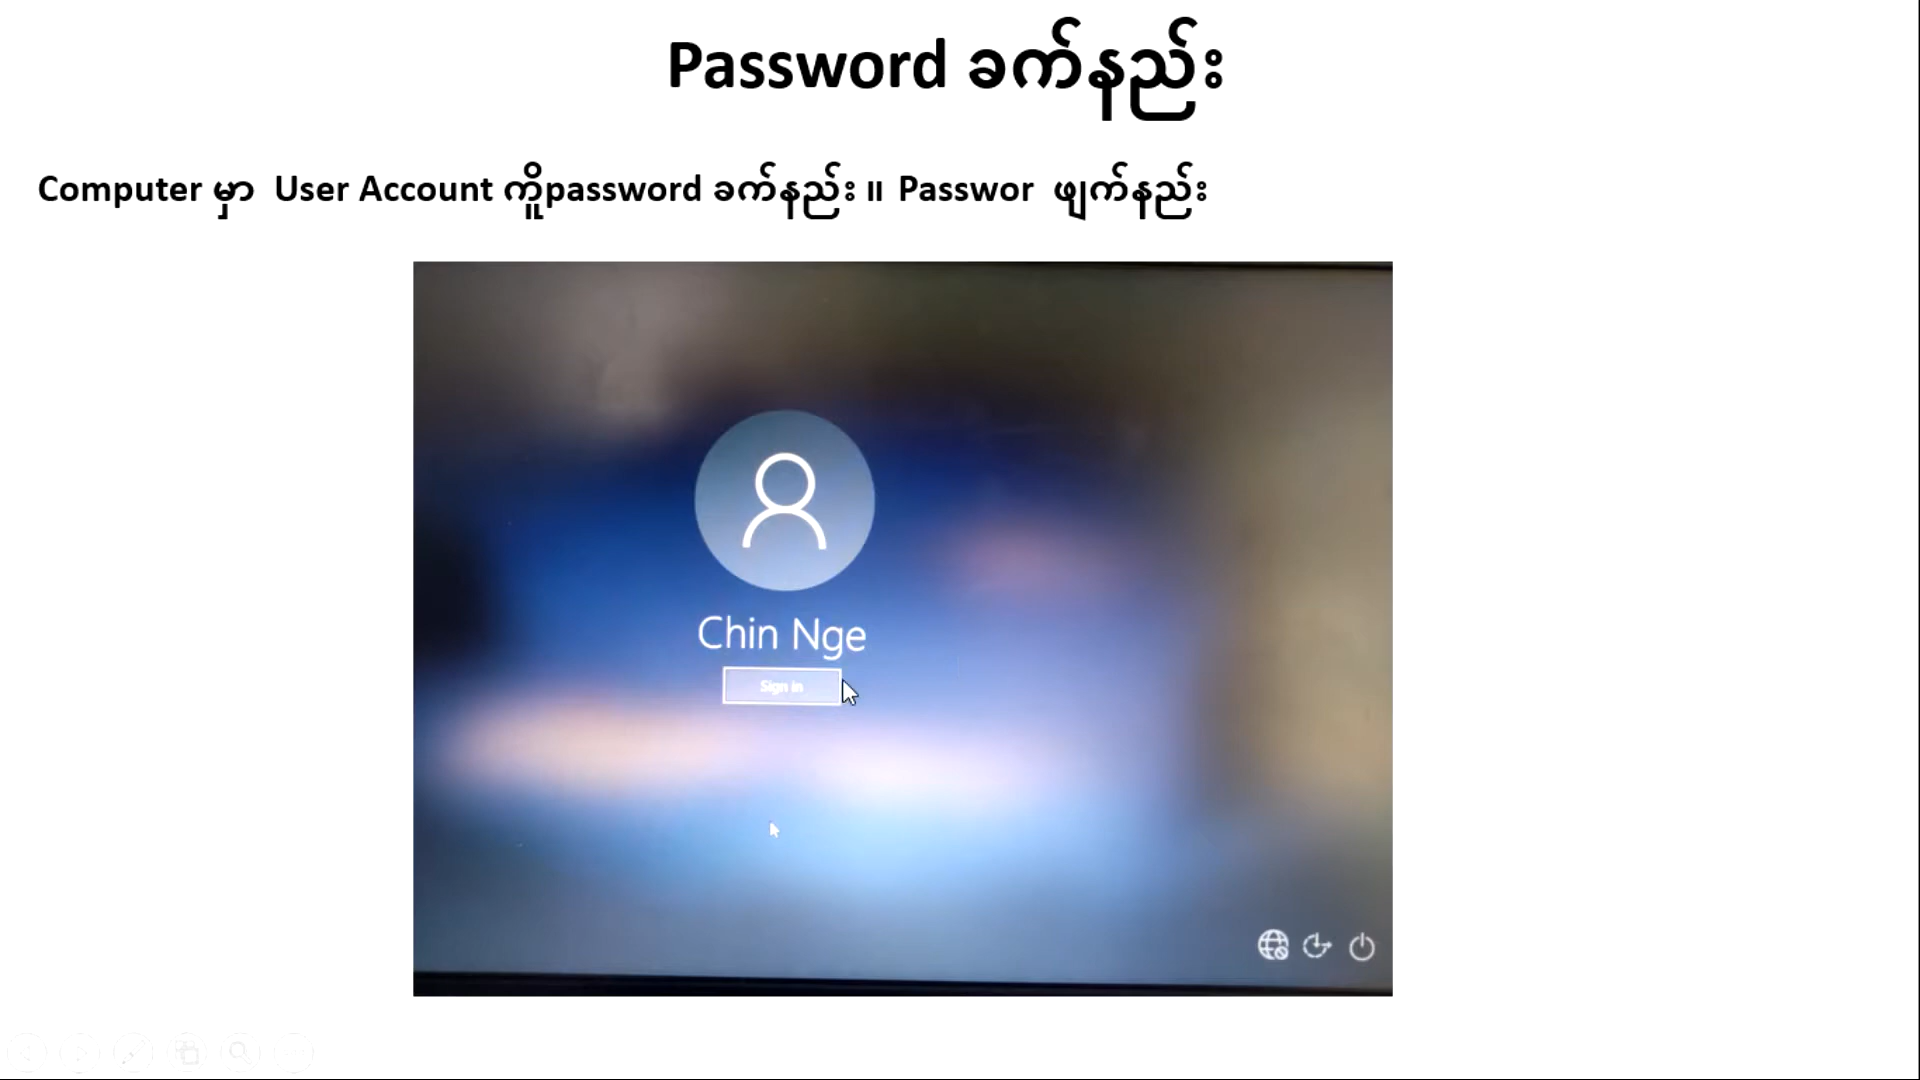 Password ခက်နည်း
Computer မှာ User Account ကိူpassword ခက်နည်း ။ Passwor ဖျက်နည်း
Chin Nge
Sign in